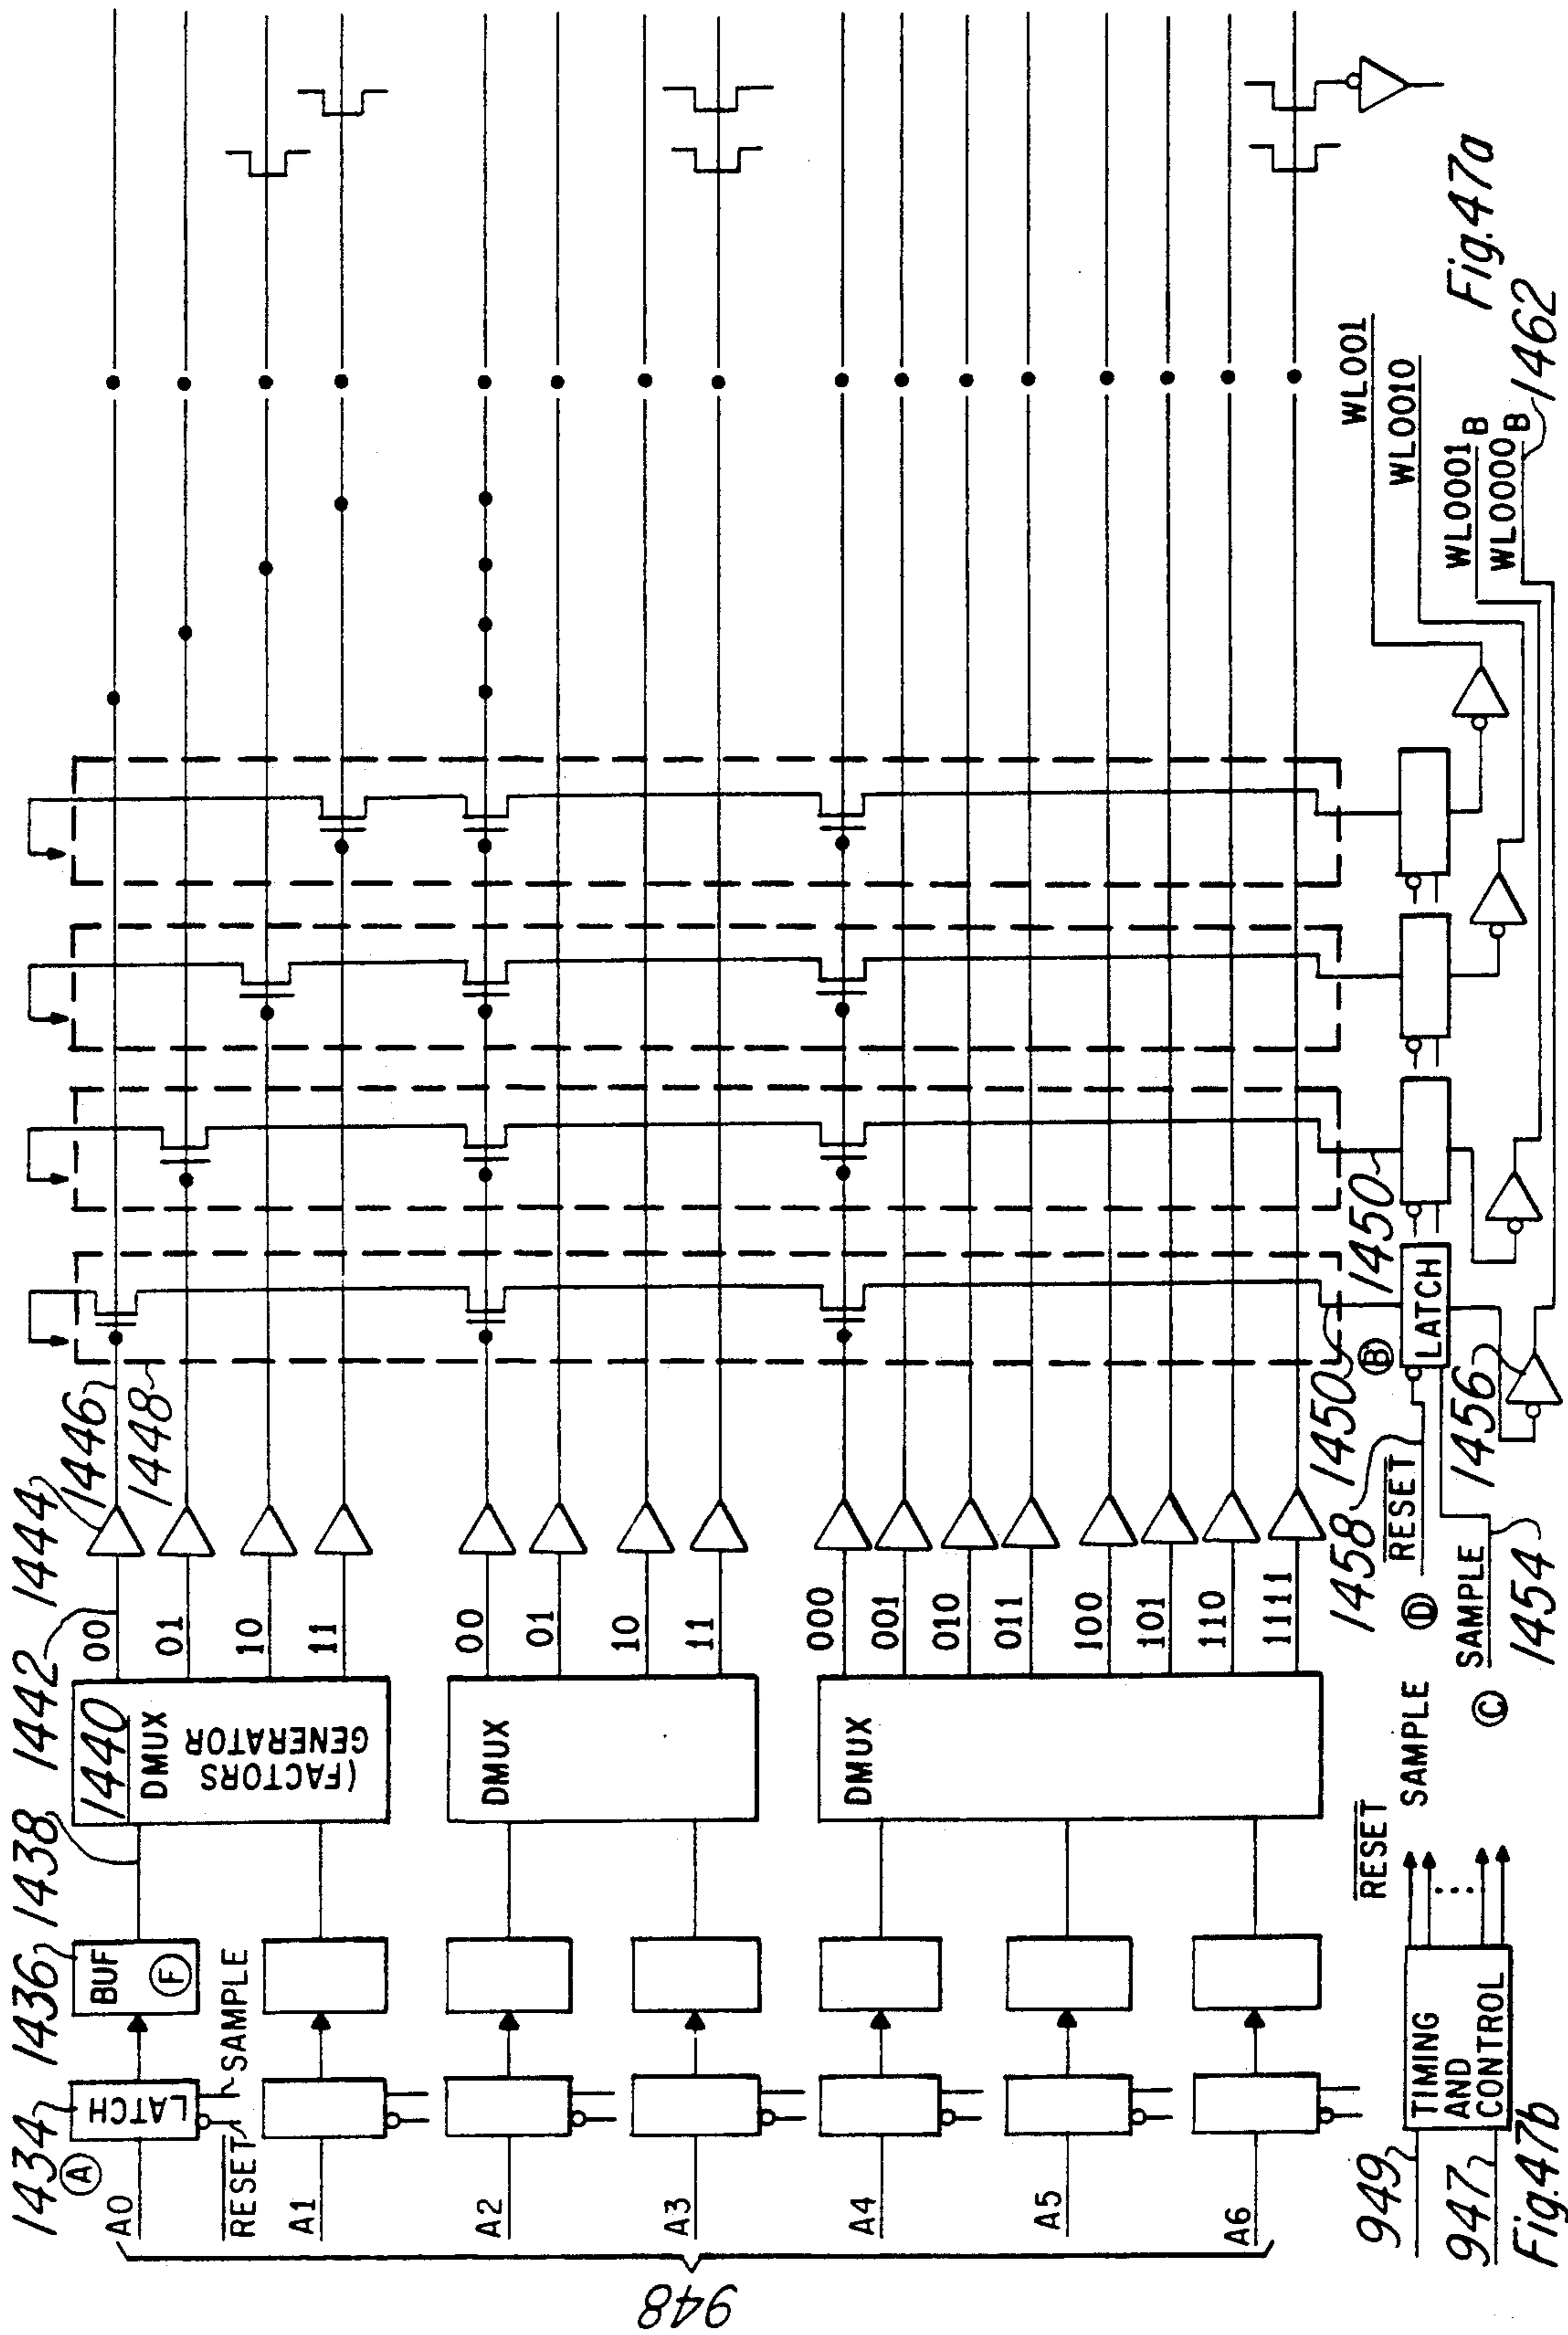 1434
1436
1438
1442
1444
1446
1448
A
A0
LATCH
BUF
F
1440
DMUX
(FACTORS
GENERATOR
00
01
10
11
RESET
SAMPLE
A1
A2
DMUX
00
01
10
11
A3
948
A4
DMUX
000
001
010
011
100
101
110
1111
A5
A6
1450
1450
B
LATCH
1458
RESET
D
1456
SAMPLE
C
1454
WL001
WL0010
WL0001B
WL0000B
1462
Fig.47a
949
947
TIMING
AND
CONTROL
RESET
SAMPLE
Fig.47b